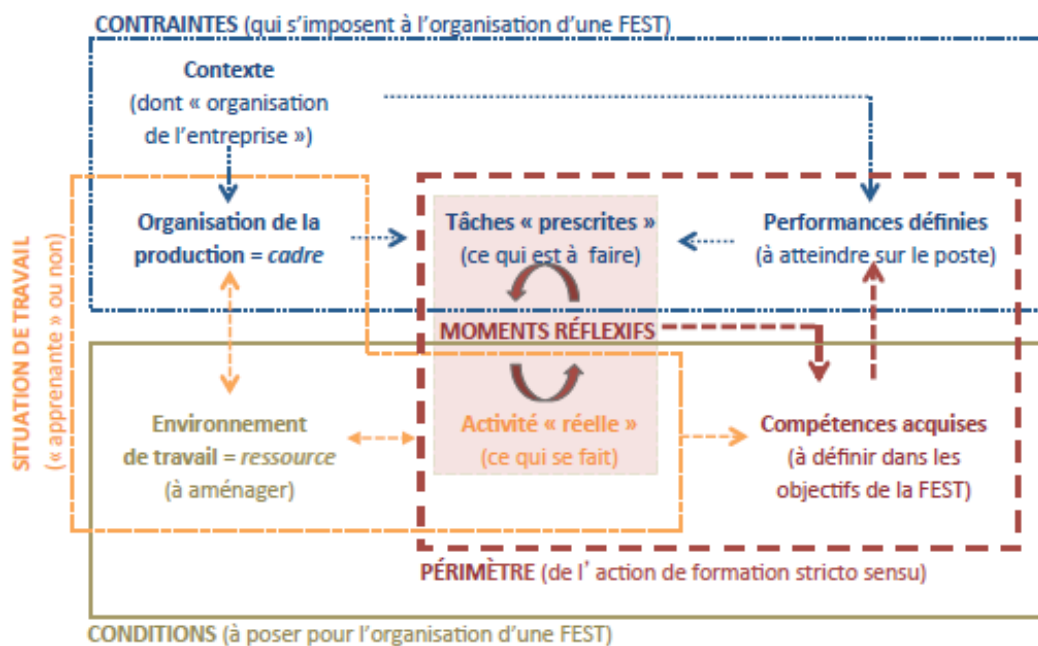 CONTRAINTES (qui s’imposent à l’organisation d’une FEST)
Contexte
(dont « organisation
de l’entreprise »)
Organisation de la
production = cadre
Tâches « prescrites »
(ce qui est à faire)
Performances définies
(à atteindre sur le poste)
MOMENTS RÉFLEXIFS
SITUATION DE TRAVAIL
(« apprenante » ou non)
Environnement
de travail = ressource
(à aménager)
Activité « réelle »
(ce qui se fait)
Compétences acquises
(à définir dans les
objectifs de la FEST)
PÉRIMÈTRE (de l’ action de formation stricto sensu)
CONDITIONS (à poser pour l’organisation d’une FEST)